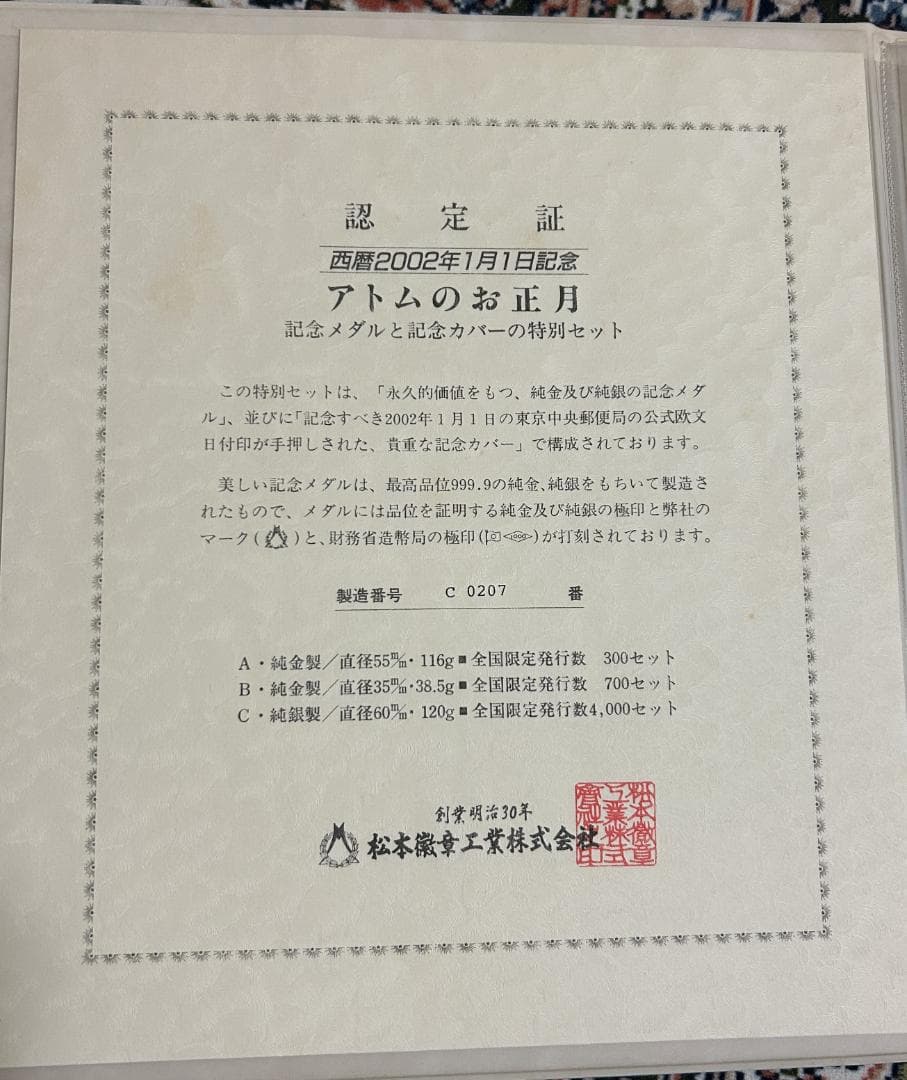 認定証
西暦2002年1月1日記念
アトムのお正月
記念メダルと記念カバーの特別セット
この特別セットは、「永久的価値をもつ、純金及び純銀の記念メダ
ル」、並びに「記念すべき2002年1月1日の東京中央郵便局の公式欧文
日付印が手押しされた、貴重な記念カバー」で構成されております。
美しい記念メダルは、最高品位999.9の純金、純銀をもちいて製造さ
れたもので、メダルには品位を証明する純金及び純銀の極印と弊社の
マーク( )と、財務省造幣局の極印( )が打刻されております。
製造番号 C 0207 番
A・純金製／直径55m/m・116g■全国限定発行数 300セット
B・純金製／直径35m/m・38.5g■全国限定発行数 700セット
C・純銀製／直径60m/m・120g■全国限定発行数4,000セット
創業明治30年
松本徽章工業株式会社